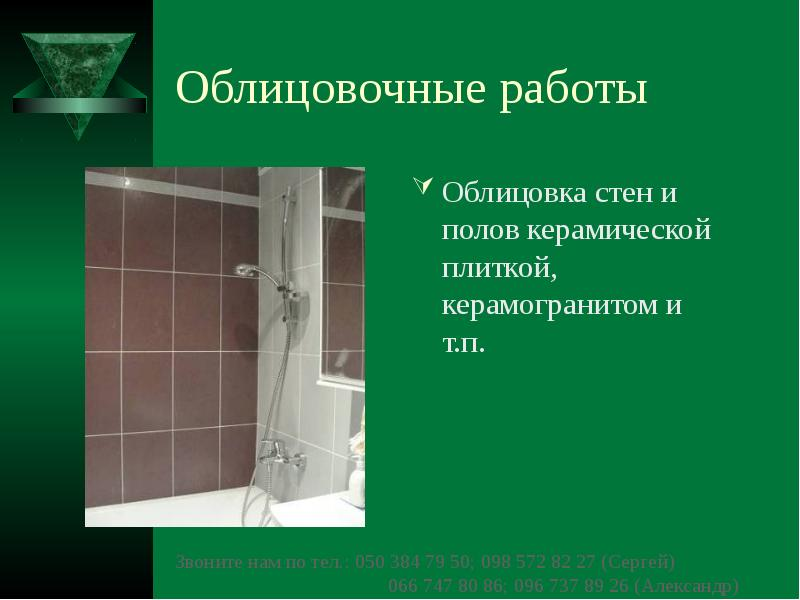 Облицовочные работы
Облицовка стен и
полов керамической
плиткой,
керамогранитом и
т.п.
Звоните нам по тел.: 050 384 79 50; 098 572 82 27 (Сергей)
066 747 80 86; 096 737 89 26 (Александр)